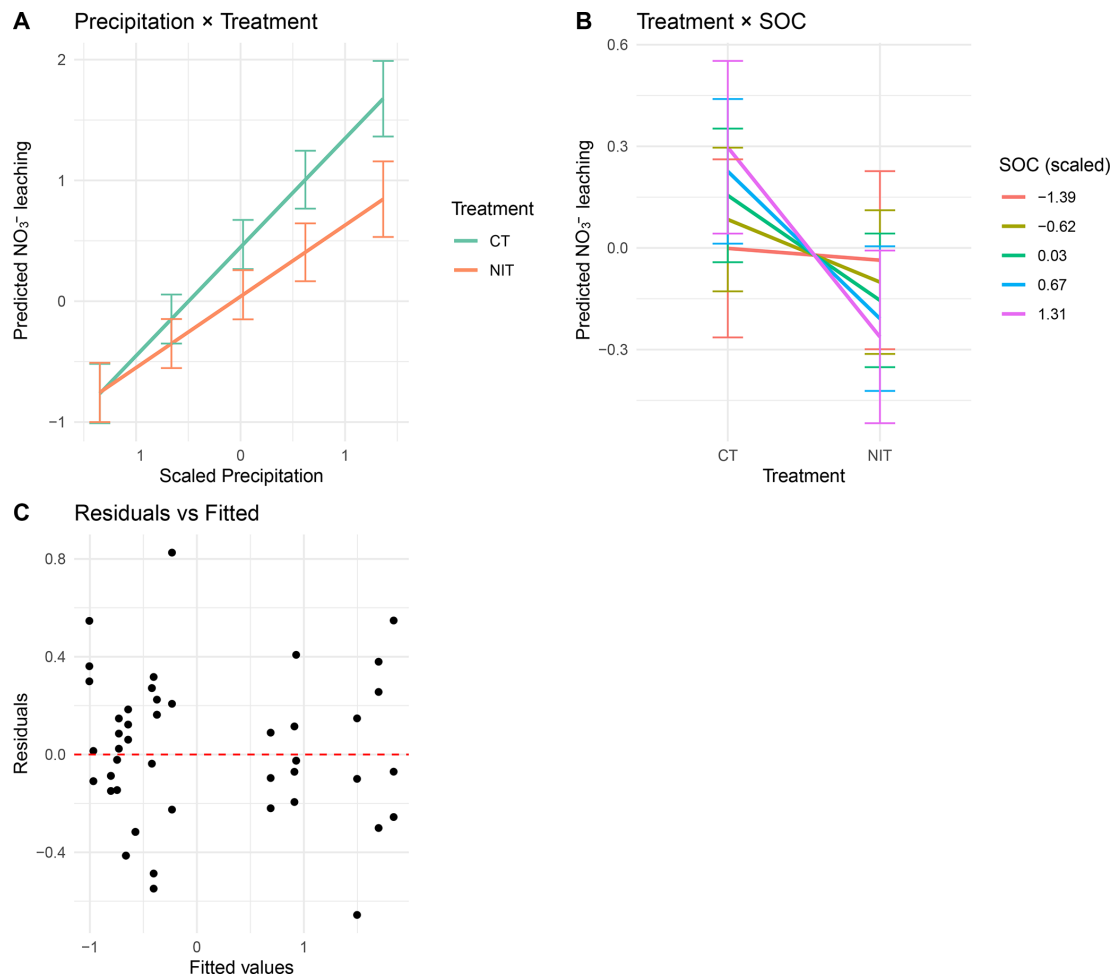 A Precipitation × Treatment
2
1
0
−1
Predicted NO₃⁻ leaching
1 0 1
Scaled Precipitation
Treatment
CT
NIT
B Treatment × SOC
0.6
0.3
0.0
−0.3
Predicted NO₃⁻ leaching
CT NIT
Treatment
SOC (scaled)
−1.39
−0.62
0.03
0.67
1.31
C Residuals vs Fitted
0.8
0.4
0.0
−0.4
Residuals
−1 0 1
Fitted values